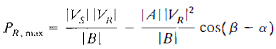 P_{R, max} = \frac{|V_S| |V_R|}{|B|} - \frac{|A| |V_R|^2}{|B|} \cos(\beta - \alpha)